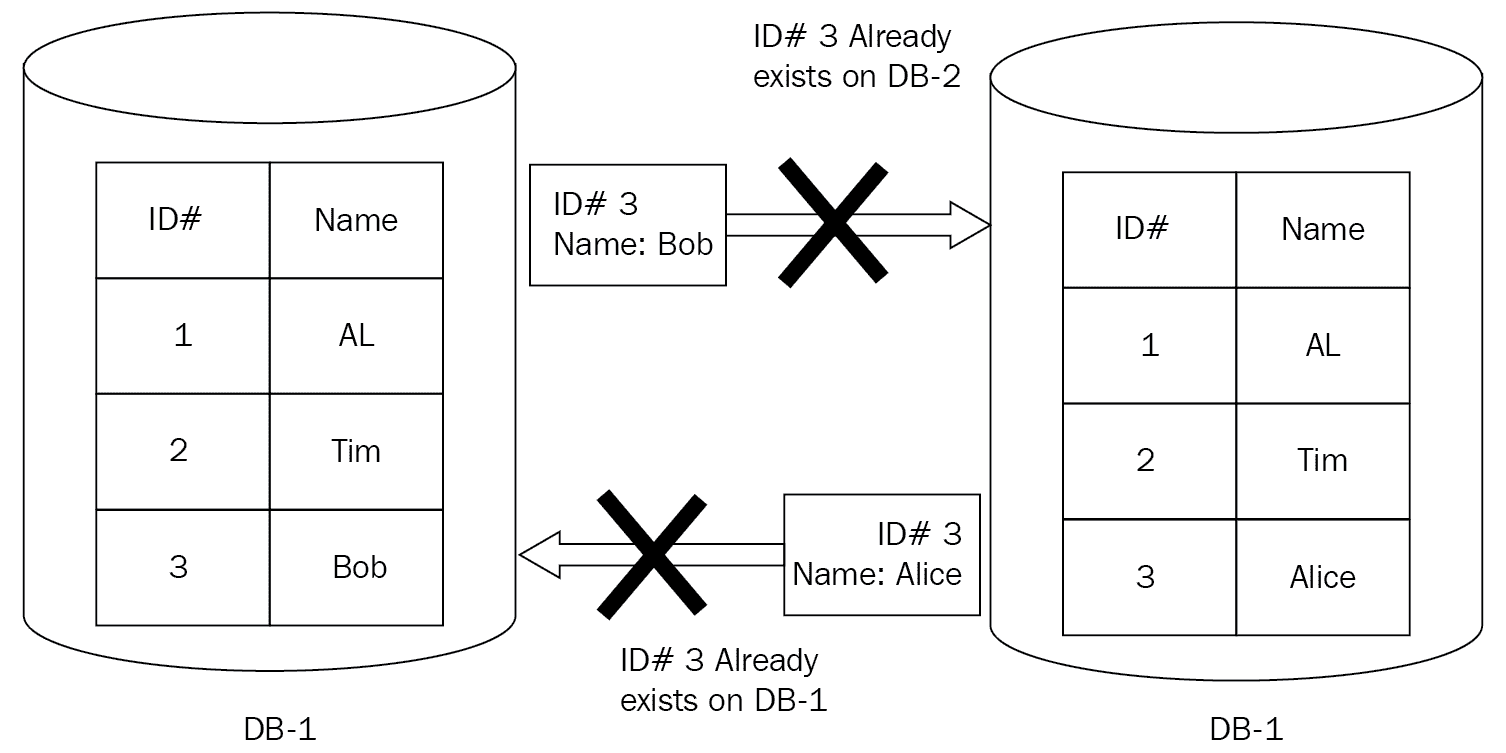 ID# 3 Already
exists on DB-2
ID# Name
1 AL
2 Tim
3 Bob
ID# 3
Name: Bob
ID# Name
1 AL
2 Tim
3 Alice
ID# 3
Name: Alice
ID# 3 Already
exists on DB-1
DB-1
DB-1